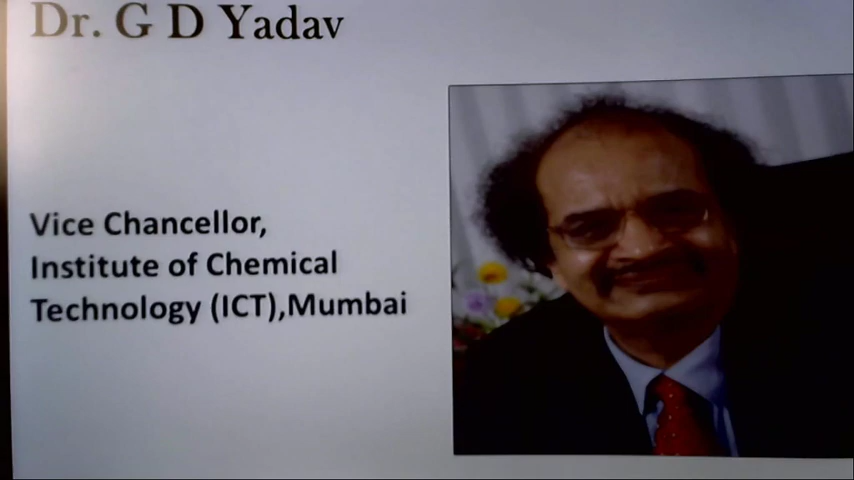 Dr. G D Yadav
Vice Chancellor,
Institute of Chemical
Technology (ICT),Mumbai